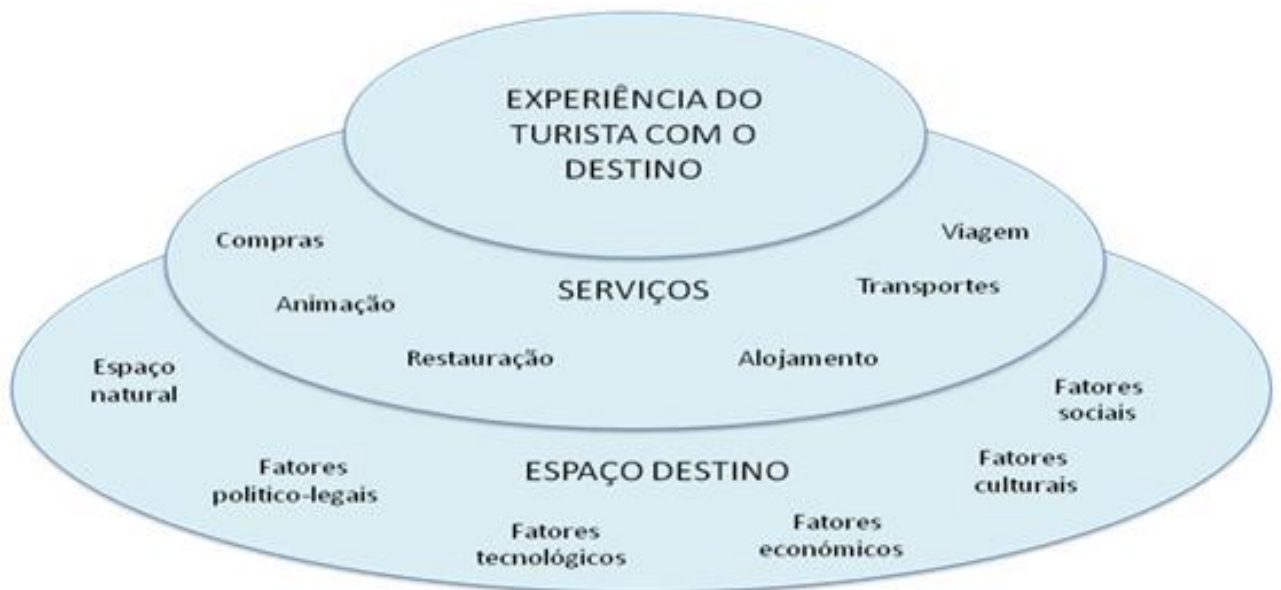 EXPERIÊNCIA DO
TURISTA COM O
DESTINO
Compras
Viagem
Animação
SERVIÇOS
Transportes
Restauração
Alojamento
Espaço
natural
Fatores
sociais
Fatores
politico-legais
ESPAÇO DESTINO
Fatores
culturais
Fatores
tecnológicos
Fatores
económicos